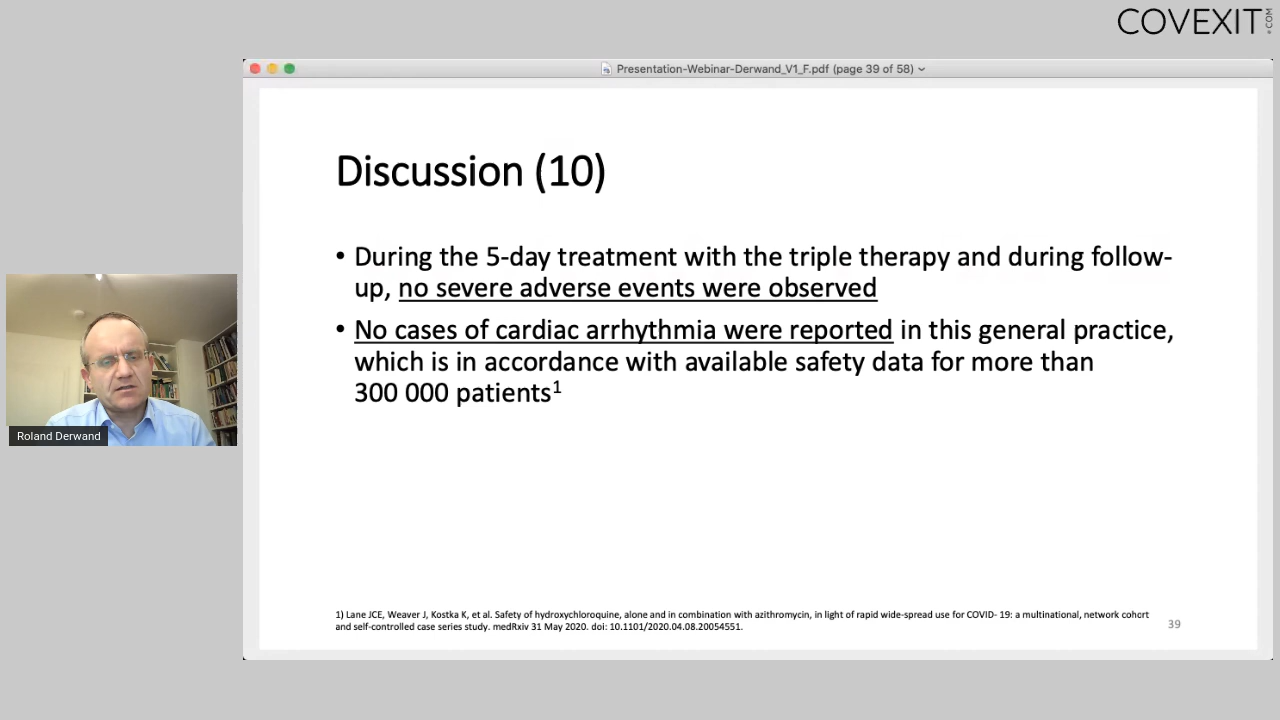 COVEXIT
.COM
Presentation-Webinar-Derwand_V1_F.pdf (page 39 of 58)
Discussion (10)
• During the 5-day treatment with the triple therapy and during follow-
up, no severe adverse events were observed
• No cases of cardiac arrhythmia were reported in this general practice,
which is in accordance with available safety data for more than
300 000 patients¹
Roland Derwand
1) Lane JCE, Weaver J, Kostka K, et al. Safety of hydroxychloroquine, alone and in combination with azithromycin, in light of rapid wide-spread use for COVID- 19: a multinational, network cohort
and self-controlled case series study. medRxiv 31 May 2020. doi: 10.1101/2020.04.08.20054551.
39